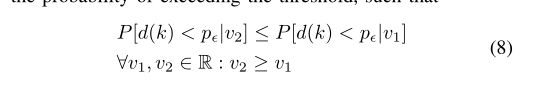 the probability of exceeding the threshold, such that
P[d(k) < p_ϵ|v_2] ≤ P[d(k) < p_ϵ|v_1]
(8)
∀v_1, v_2 ∈ ℝ : v_2 ≥ v_1